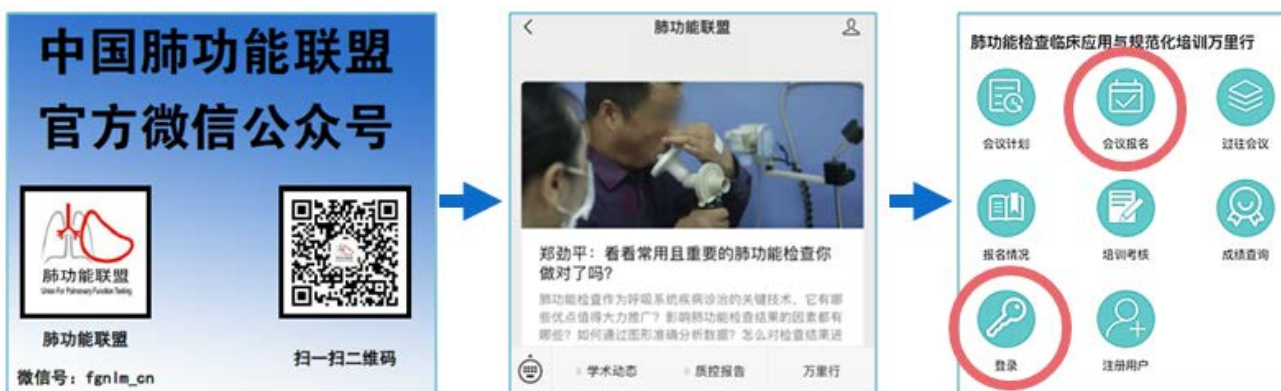 中国肺功能联盟
官方微信公众号
肺功能联盟
Union For Pulmonary Function Testing
肺功能联盟
微信号：fgnlm_cn
扫一扫二维码
肺功能联盟
郑劲平：看看常用且重要的肺功能检查你
做对了吗？
肺功能检查作为呼吸系统疾病诊治的关键技术，它有哪
些优点值得大力推广？影响肺功能检查结果的因素都有
哪些？如何通过图形准确分析数据？怎么对检查结果进
学术动态
质控报告
万里行
肺功能检查临床应用与规范化培训万里行
会议计划
会议报名
过往会议
报名情况
培训考核
成绩查询
登录
注册用户